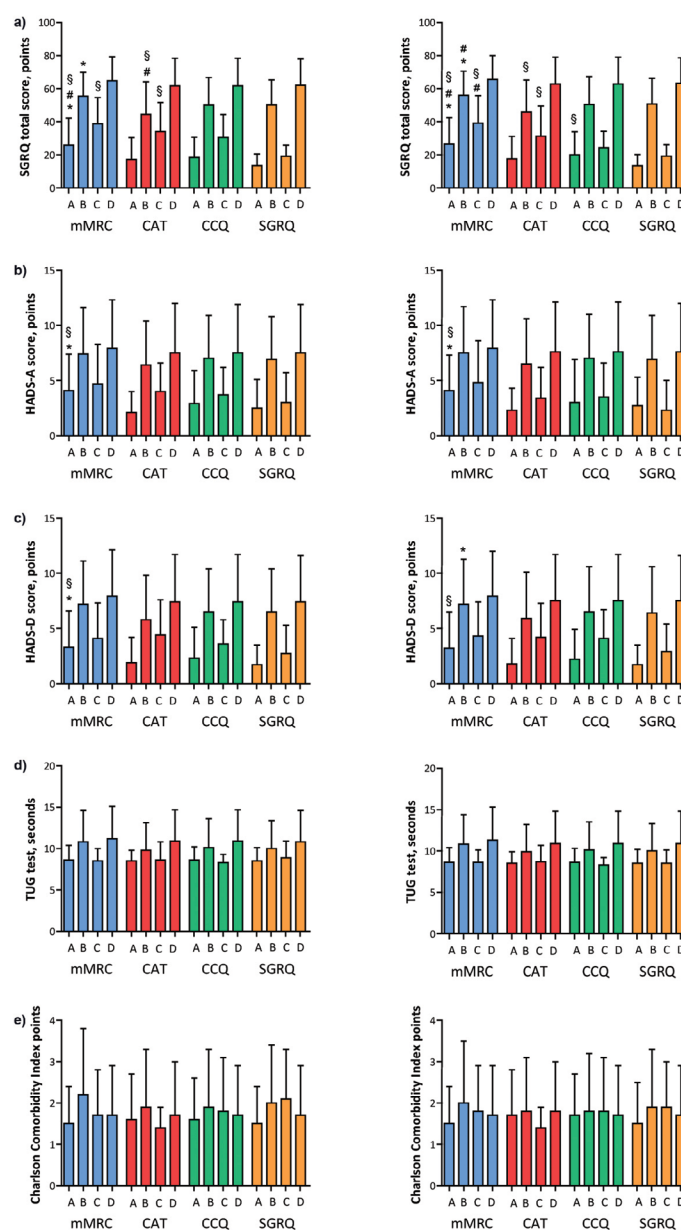 a)
SGRQ total score, points
100
80
60
40
20
0
§
#
*
*
§
§
#
§
A B C D A B C D A B C D A B C D
mMRC CAT CCQ SGRQ
SGRQ total score, points
100
80
60
40
20
0
§
#
*
#
*
§
#
§
§
§
A B C D A B C D A B C D A B C D
mMRC CAT CCQ SGRQ
b)
HADS-A score, points
15
10
5
0
§
*
A B C D A B C D A B C D A B C D
mMRC CAT CCQ SGRQ
HADS-A score, points
15
10
5
0
§
*
A B C D A B C D A B C D A B C D
mMRC CAT CCQ SGRQ
c)
HADS-D score, points
15
10
5
0
§
*
A B C D A B C D A B C D A B C D
mMRC CAT CCQ SGRQ
HADS-D score, points
15
10
5
0
§
*
A B C D A B C D A B C D A B C D
mMRC CAT CCQ SGRQ
d)
TUG test, seconds
20
15
10
5
0
A B C D A B C D A B C D A B C D
mMRC CAT CCQ SGRQ
TUG test, seconds
20
15
10
5
0
A B C D A B C D A B C D A B C D
mMRC CAT CCQ SGRQ
e)
Charlson Comorbidity Index points
4
3
2
1
0
A B C D A B C D A B C D A B C D
mMRC CAT CCQ SGRQ
Charlson Comorbidity Index points
4
3
2
1
0
A B C D A B C D A B C D A B C D
mMRC CAT CCQ SGRQ